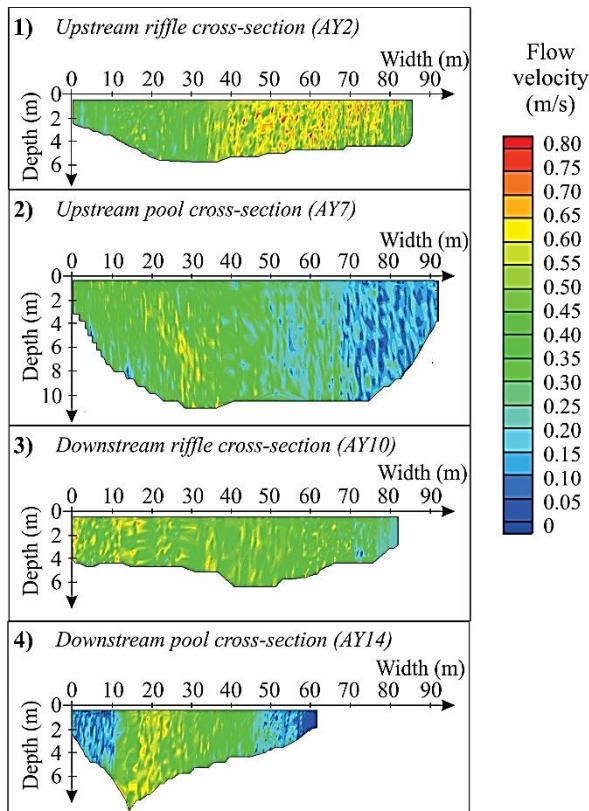 1) Upstream riffle cross-section (AY2)
Width (m)
0 10 20 30 40 50 60 70 80 90
Depth (m)
0
2
4
6
2) Upstream pool cross-section (AY7)
Width (m)
0 10 20 30 40 50 60 70 80 90
Depth (m)
0
2
4
6
8
10
3) Downstream riffle cross-section (AY10)
Width (m)
0 10 20 30 40 50 60 70 80 90
Depth (m)
0
2
4
6
4) Downstream pool cross-section (AY14)
Width (m)
0 10 20 30 40 50 60 70 80 90
Depth (m)
0
2
4
6
Flow
velocity
(m/s)
0.80
0.75
0.70
0.65
0.60
0.55
0.50
0.45
0.40
0.35
0.30
0.25
0.20
0.15
0.10
0.05
0